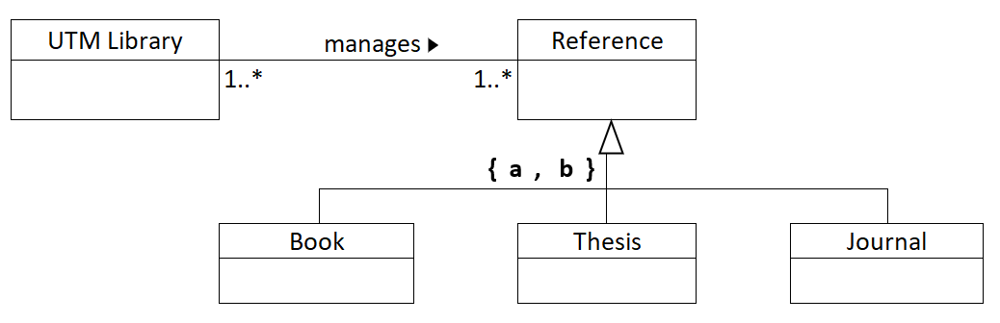 UTM Library
manages ▶
Reference
1..*
1..*
{ a , b }
Book
Thesis
Journal